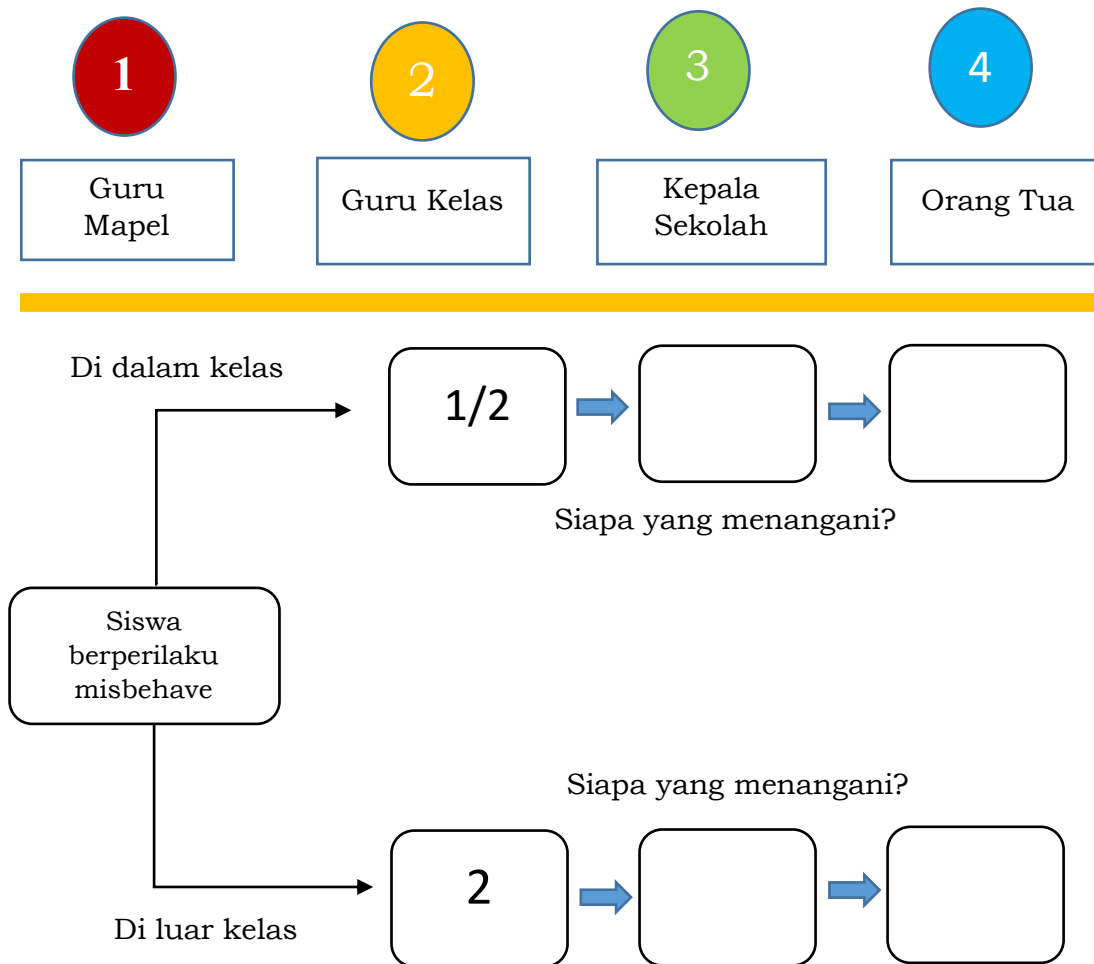 1
2
3
4
Guru
Mapel
Guru Kelas
Kepala
Sekolah
Orang Tua
Di dalam kelas
1/2
Siapa yang menangani?
Siswa
berperilaku
misbehave
Siapa yang menangani?
2
Di luar kelas